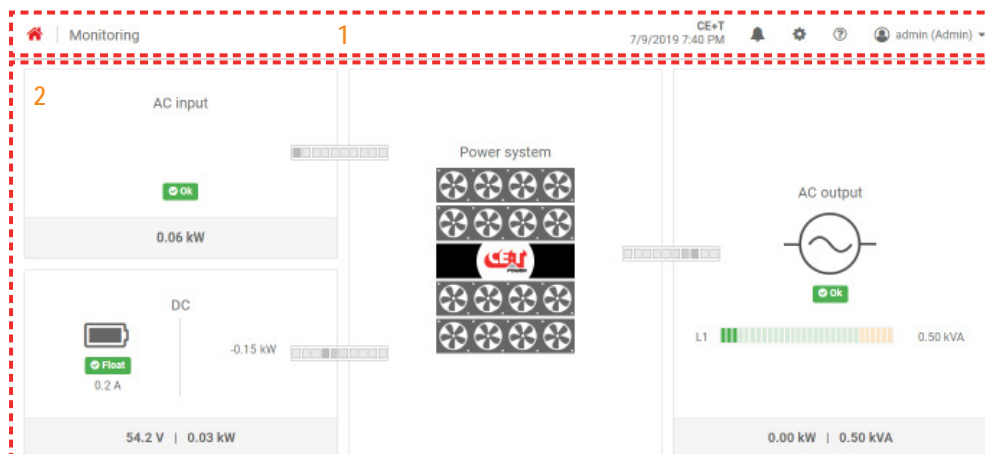 Monitoring
1
CE+T
7/9/2019 7:40 PM
admin (Admin)
2
AC input
Ok
0.06 kW
DC
Float
0.2 A
-0.15 kW
54.2 V | 0.03 kW
Power system
CE+T
POWER
AC output
Ok
L1
0.50 kVA
0.00 kW | 0.50 kVA